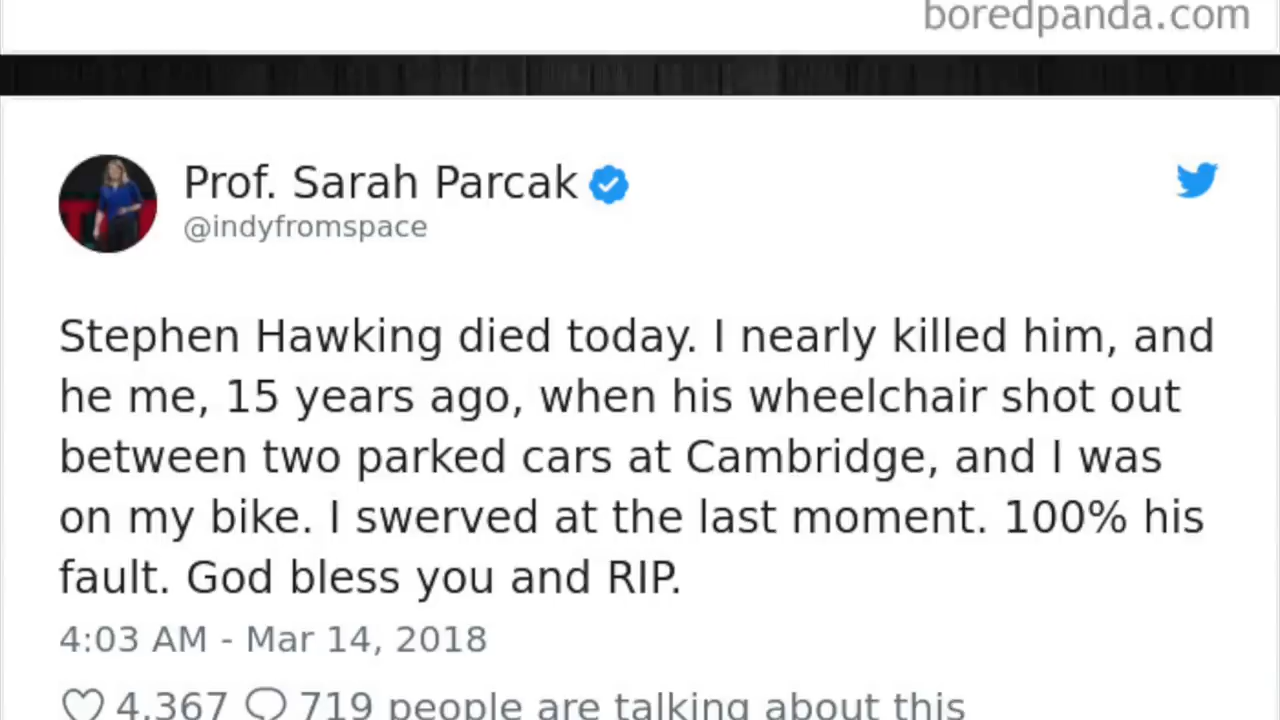 boredpanda.com
Prof. Sarah Parcak
@indyfromspace
Stephen Hawking died today. I nearly killed him, and
he me, 15 years ago, when his wheelchair shot out
between two parked cars at Cambridge, and I was
on my bike. I swerved at the last moment. 100% his
fault. God bless you and RIP.
4:03 AM - Mar 14, 2018
4,367 719 people are talking about this